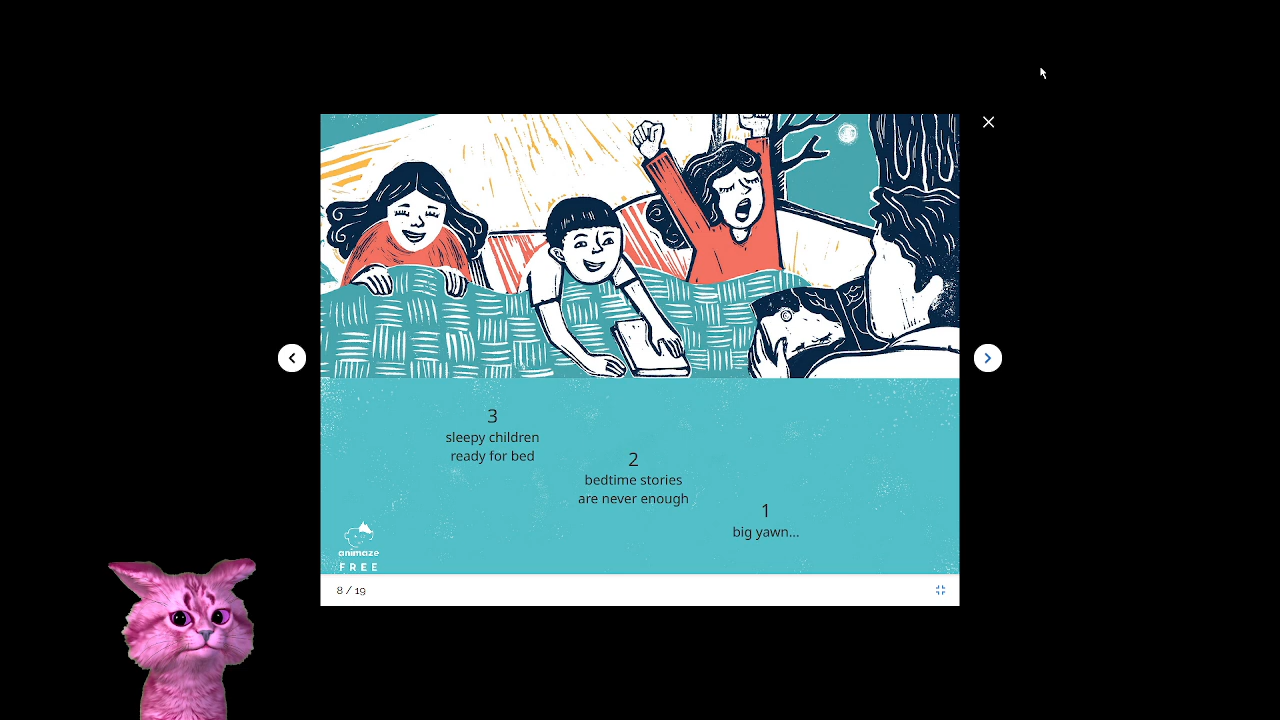 3
sleepy children
ready for bed
2
bedtime stories
are never enough
1
big yawn...
animaze
FREE
8 / 19